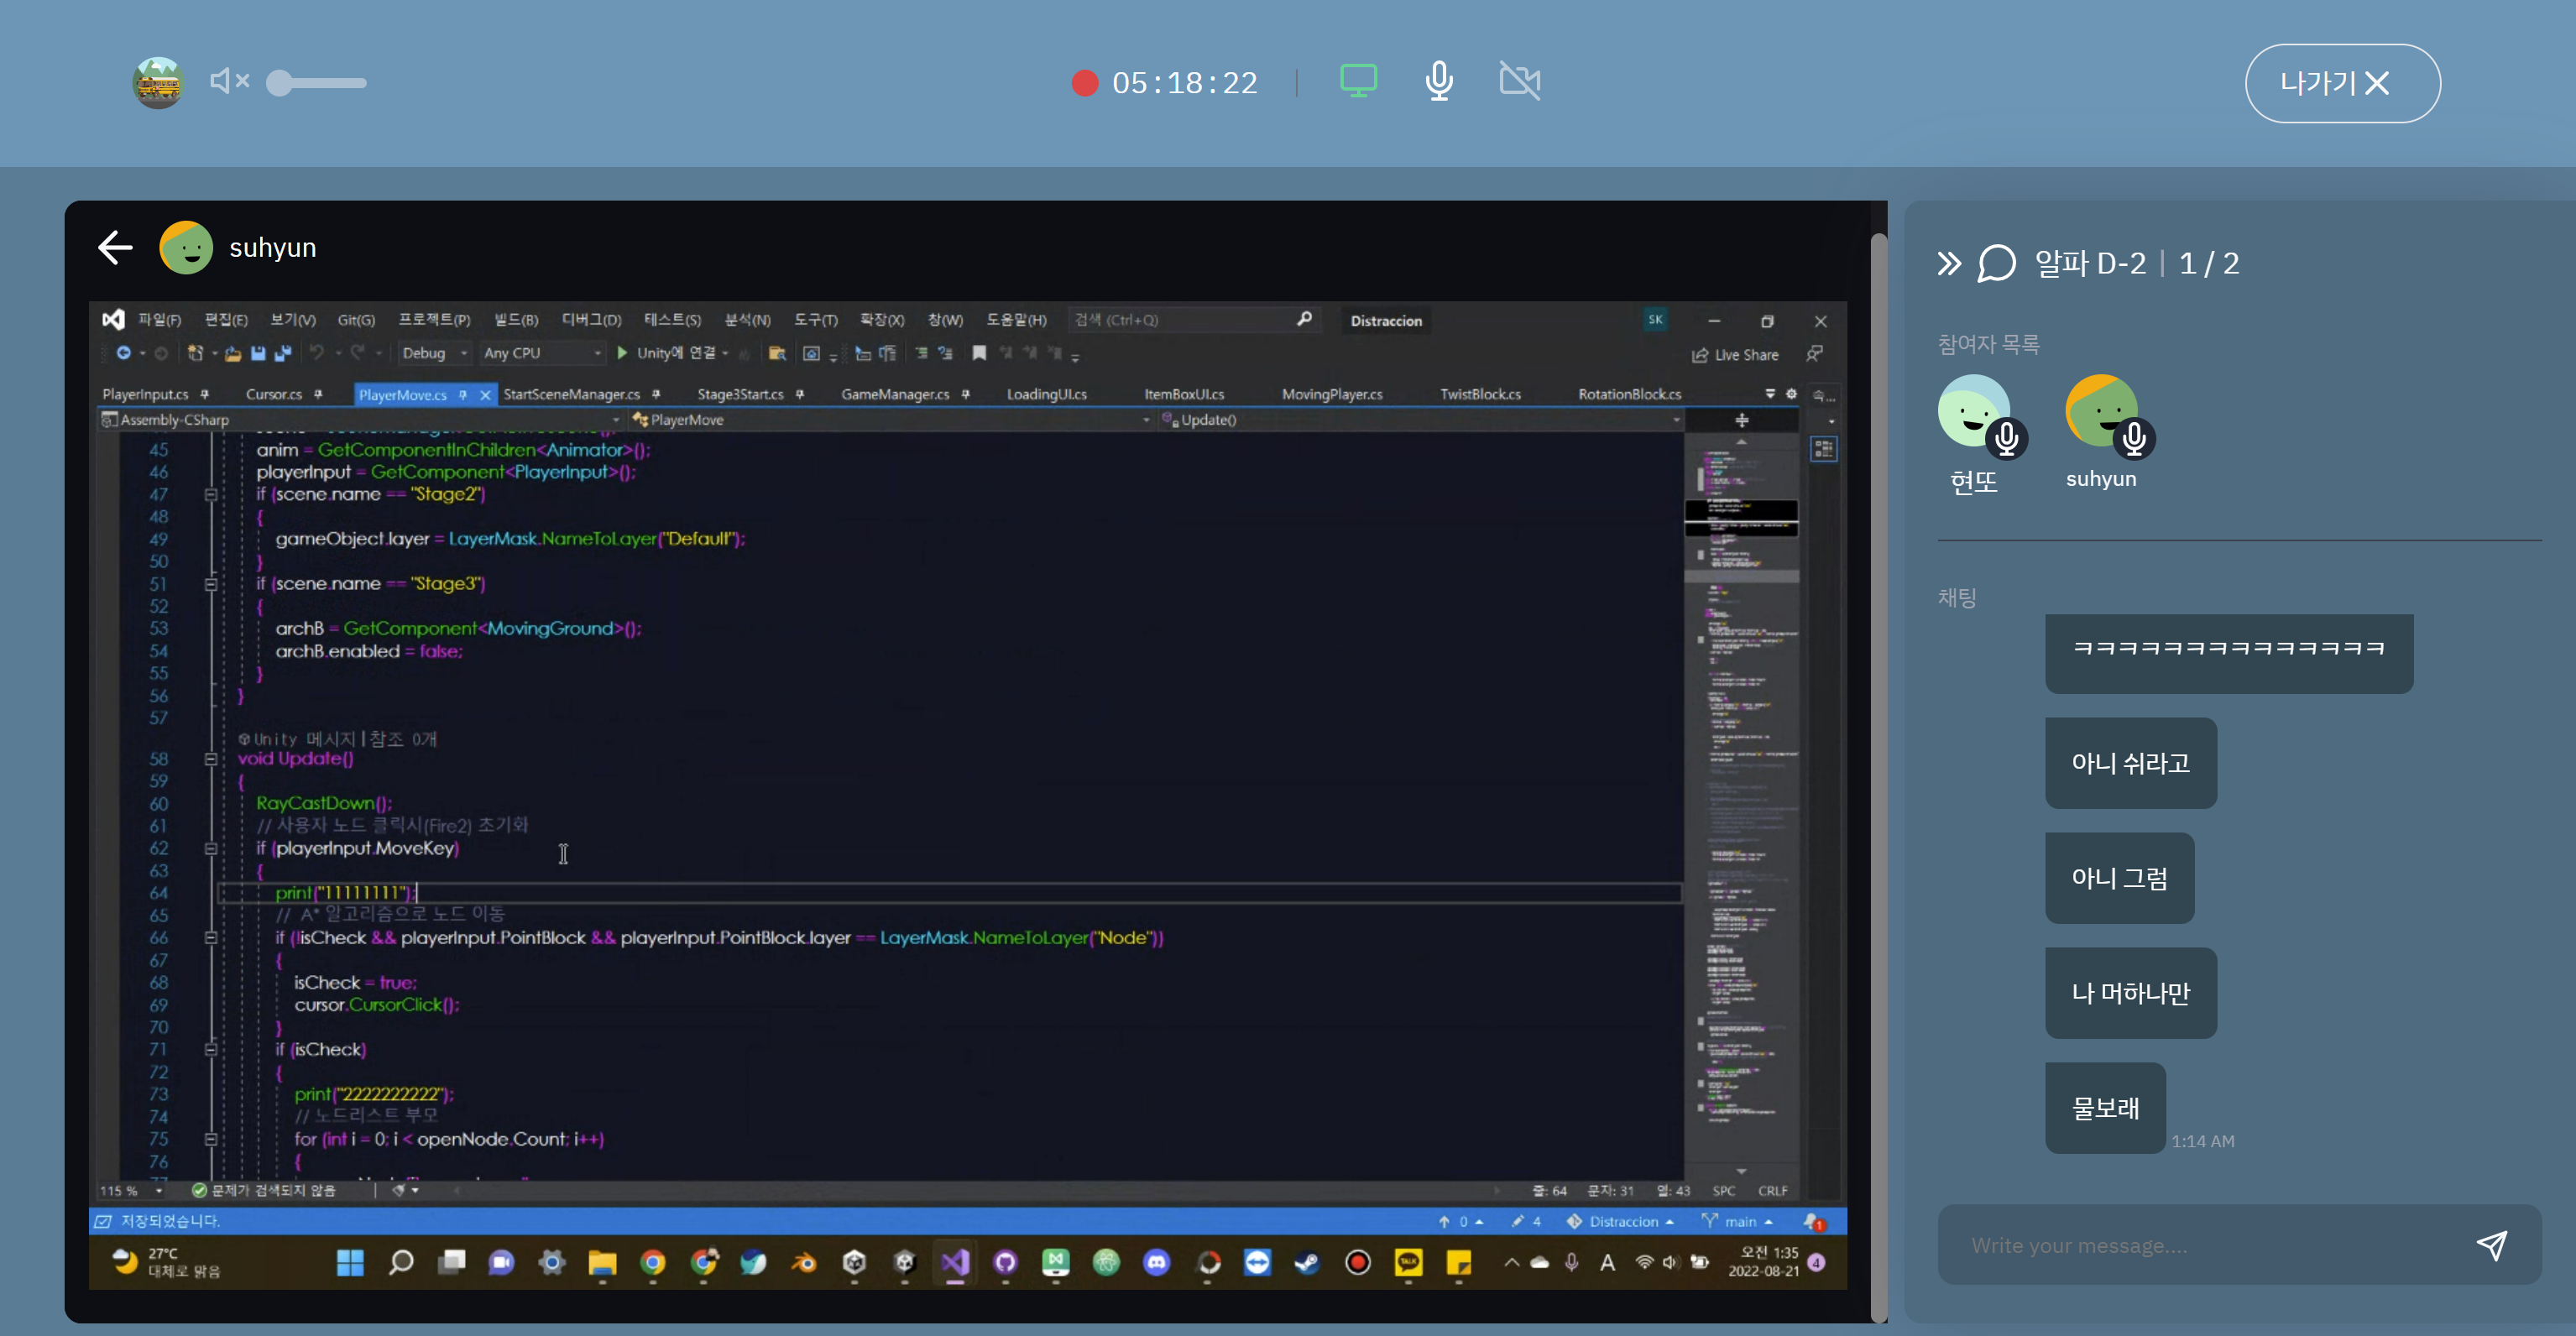 05:18:22
나가기
suhyun
파일(F) 편집(E) 보기(V) Git(G) 프로젝트(P) 빌드(B) 디버그(D) 테스트(S) 분석(N) 도구(T) 확장(X) 창(W) 도움말(H) 검색 (Ctrl+Q) Distraccion SK
Debug Any CPU Unity에 연결 Live Share
PlayerInput.cs Cursor.cs PlayerMove.cs StartSceneManager.cs Stage3Start.cs GameManager.cs LoadingUI.cs ItemBoxUI.cs MovingPlayer.cs TwistBlock.cs RotationBlock.cs
Assembly-CSharp PlayerMove Update()
45 anim = GetComponentInChildren<Animator>();
46 playerInput = GetComponent<PlayerInput>();
47 if (scene.name == "Stage2")
48 {
49 gameObject.layer = LayerMask.NameToLayer("Default");
50 }
51 if (scene.name == "Stage3")
52 {
53 archB = GetComponent<MovingGround>();
54 archB.enabled = false;
55 }
56 }
57
Unity 메시지|참조 0개
58 void Update()
59 {
60 RayCastDown();
61 // 사용자 노드 클릭시(Fire2) 초기화
62 if (playerInput.MoveKey)
63 {
64 print("111111111");
65 // A* 알고리즘으로 노드 이동
66 if (!isCheck && playerInput.PointBlock && playerInput.PointBlock.layer == LayerMask.NameToLayer("Node"))
67 {
68 isCheck = true;
69 cursor.CursorClick();
70 }
71 if (isCheck)
72 {
73 print("2222222222");
74 // 노드리스트 부모
75 for (int i = 0; i < openNode.Count; i++)
76 {
115 % 문제가 검색되지 않음 줄: 64 문자: 31 열: 43 SPC CRLF
저장되었습니다. 0 4 Distraccion main 1
27°C
대체로 맑음
TALK
A
오전 1:35
2022-08-21
4
알파 D-2 | 1 / 2
참여자 목록
현또 suhyun
채팅
ㅋㅋㅋㅋㅋㅋㅋㅋㅋㅋㅋㅋㅋㅋ
아니 쉬라고
아니 그럼
나 머하나만
물보래
1:14 AM
Write your message....